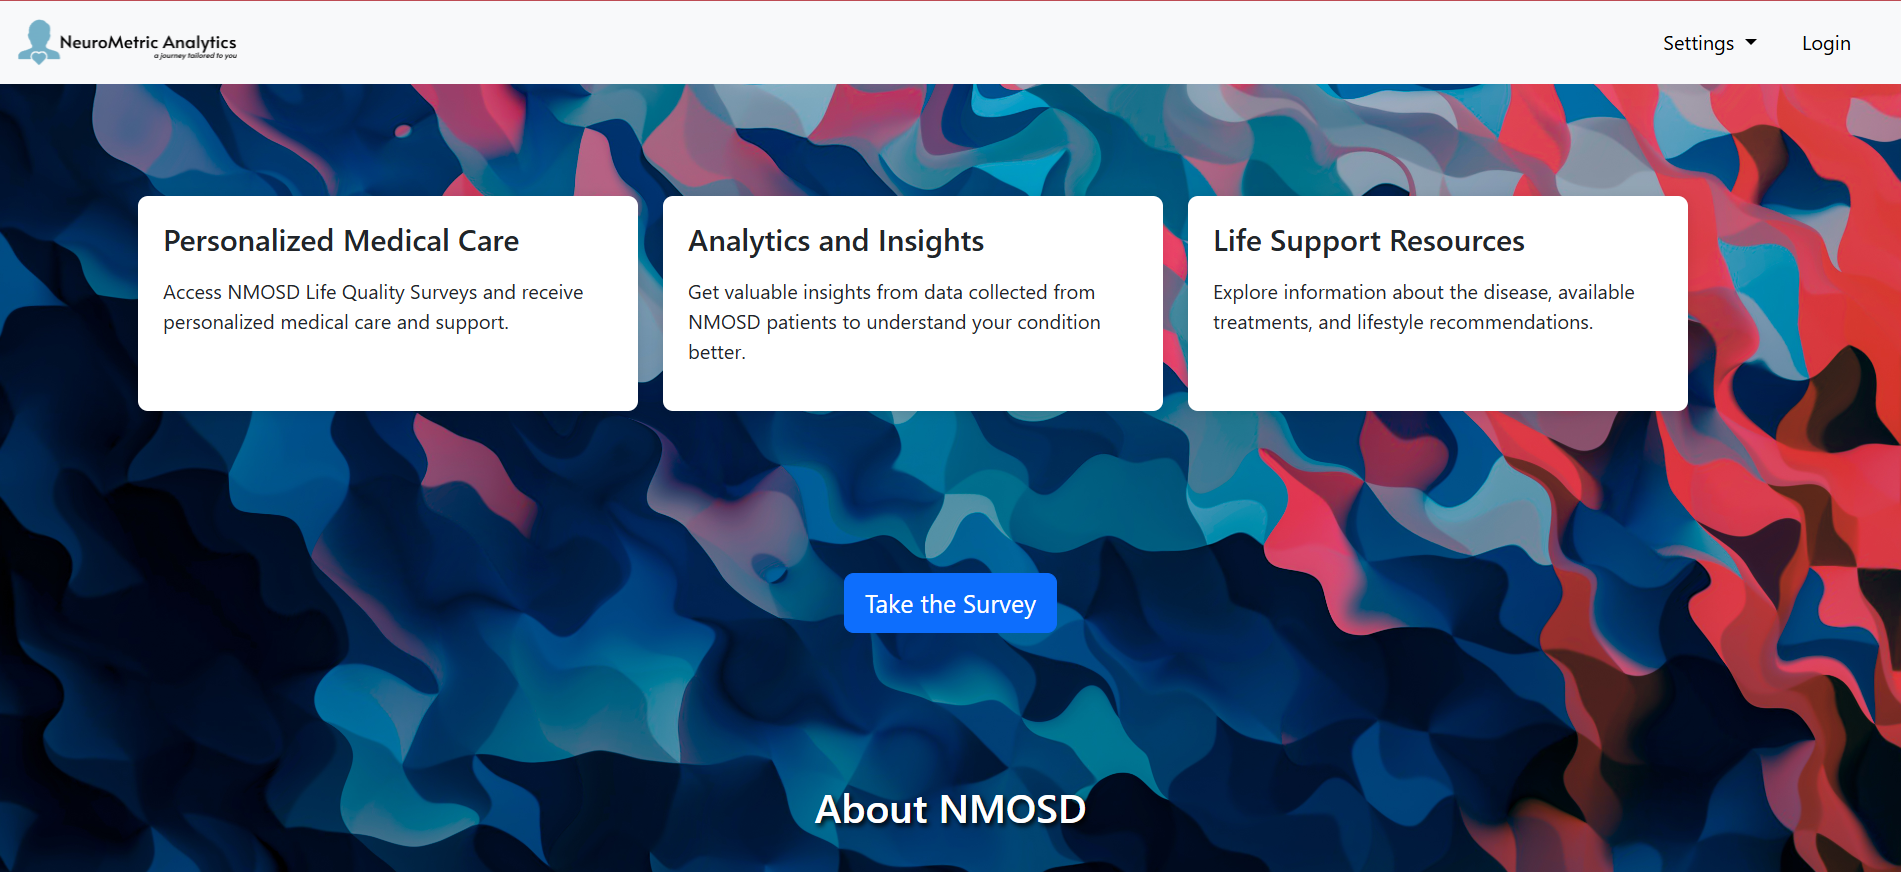 NeuroMetric Analytics
a journey tailored to you
Settings
Login
Personalized Medical Care
Access NMOSD Life Quality Surveys and receive
personalized medical care and support.
Analytics and Insights
Get valuable insights from data collected from
NMOSD patients to understand your condition
better.
Life Support Resources
Explore information about the disease, available
treatments, and lifestyle recommendations.
Take the Survey
About NMOSD